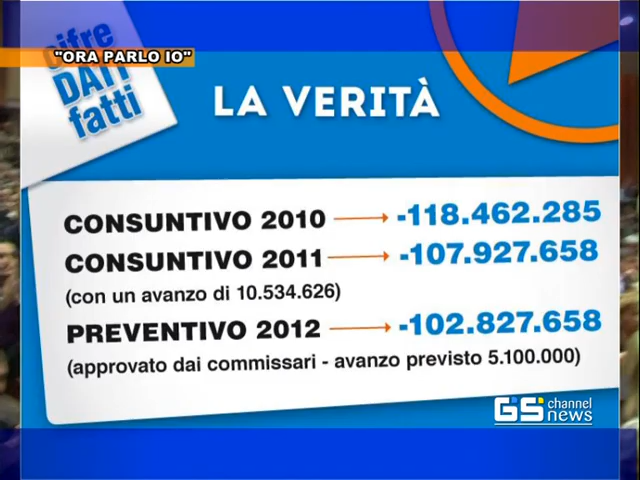 cifre
"ORA PARLO IO"
DATI
fatti
LA VERITÀ
CONSUNTIVO 2010 -118.462.285
CONSUNTIVO 2011 -107.927.658
(con un avanzo di 10.534.626)
PREVENTIVO 2012 -102.827.658
(approvato dai commissari - avanzo previsto 5.100.000)
GS channel
news